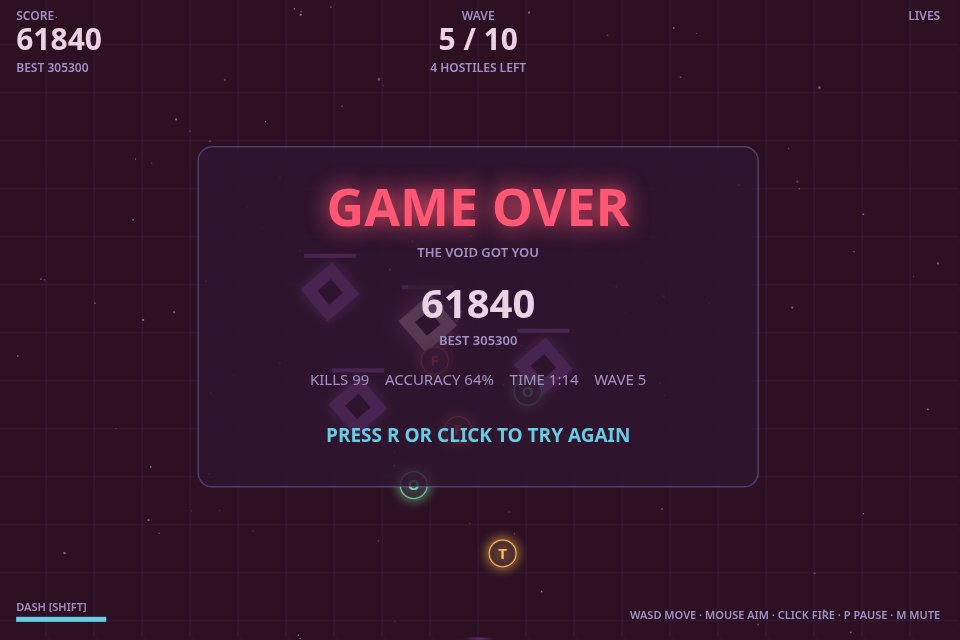 SCORE
61840
BEST 305300
WAVE
5 / 10
4 HOSTILES LEFT
LIVES
GAME OVER
THE VOID GOT YOU
61840
BEST 305300
F
O
KILLS 99 ACCURACY 64% TIME 1:14 WAVE 5
PRESS R OR CLICK TO TRY AGAIN
T
DASH [SHIFT]
WASD MOVE · MOUSE AIM · CLICK FIRE · P PAUSE · M MUTE